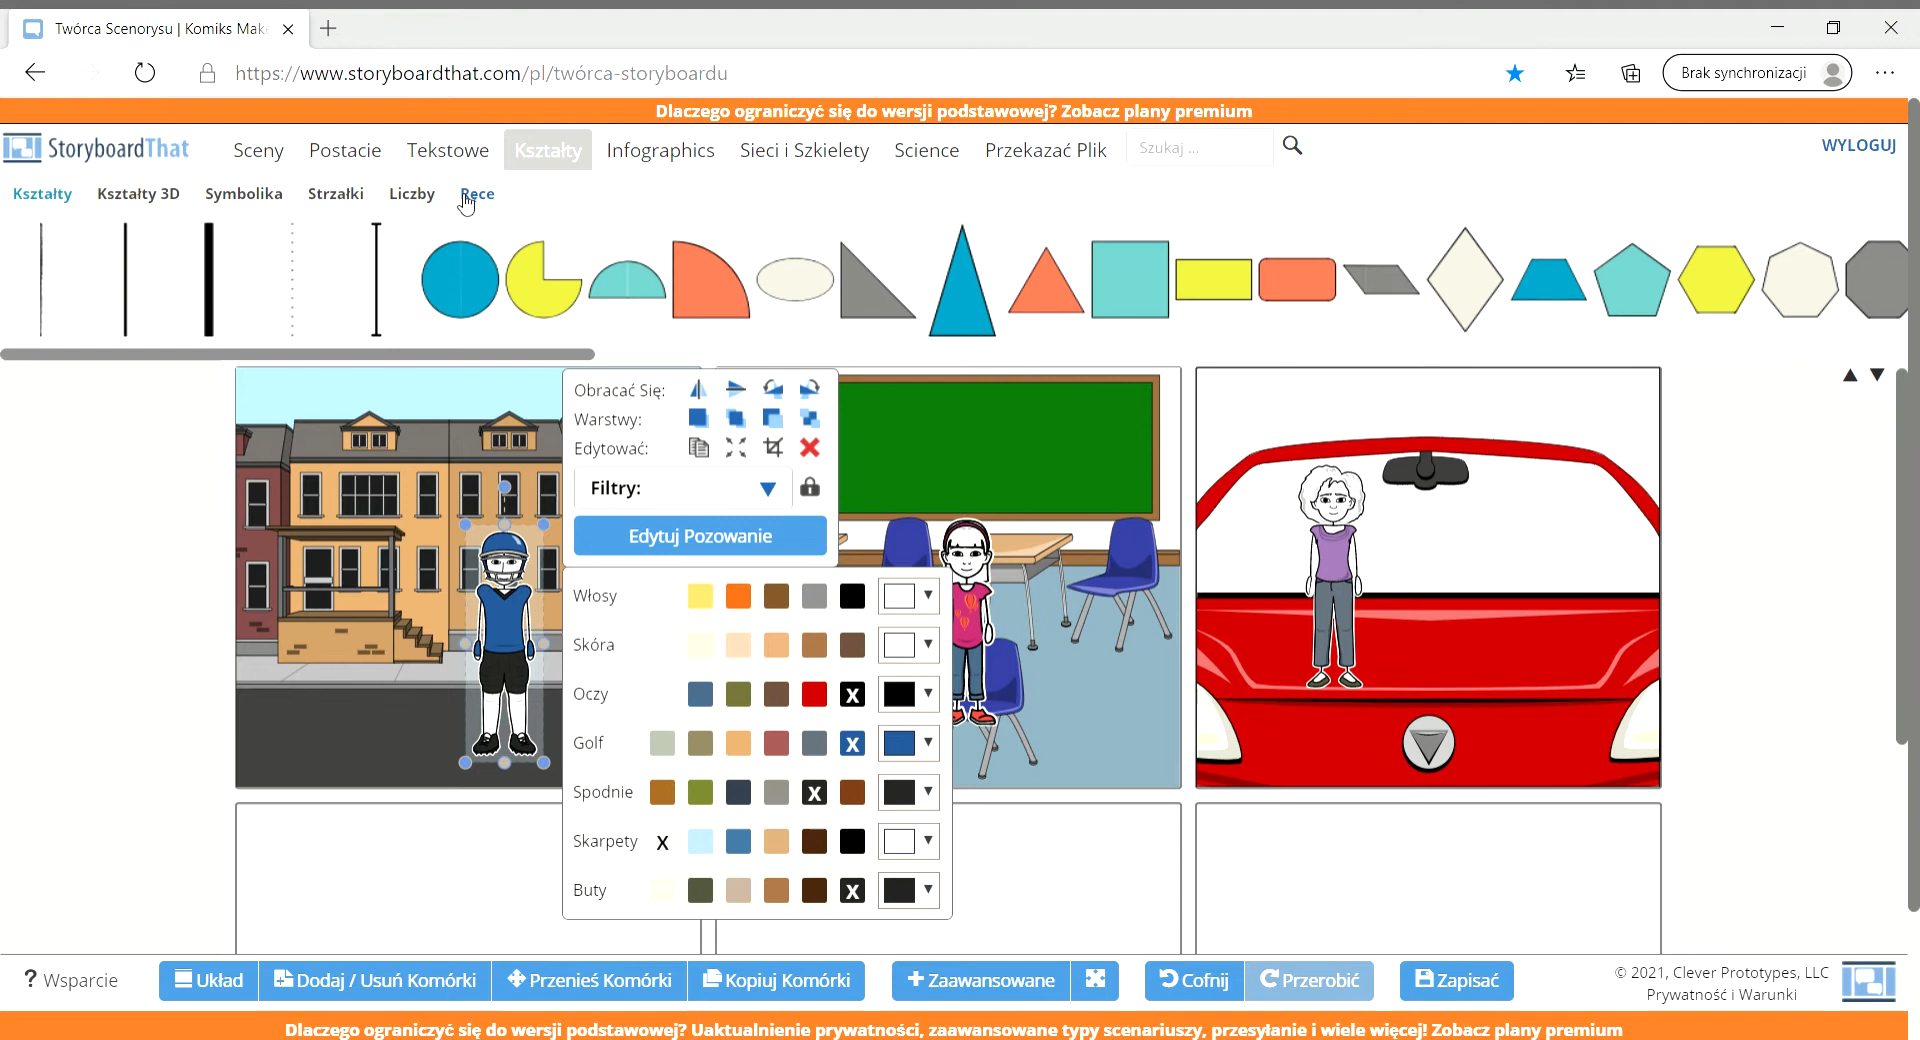 Twórca Scenorysu | Komiks Mak
https://www.storyboardthat.com/pl/twórca-storyboardu
Brak synchronizacji
Dlaczego ograniczyć się do wersji podstawowej? Zobacz plany premium
StoryboardThat
Sceny Postacie Tekstowe Kształty Infographics Sieci i Szkielety Science Przekazać Plik Szukaj ...
WYLOGUJ
Kształty Kształty 3D Symbolika Strzałki Liczby Ręce
Obracać Się:
Warstwy:
Edytować:
Filtry:
Edytuj Pozowanie
Włosy
Skóra
Oczy X
Golf X
Spodnie X
Skarpety X
Buty X
? Wsparcie
Układ Dodaj / Usuń Komórki Przenieś Komórki Kopiuj Komórki Zaawansowane Cofnij Przerobić Zapisać
© 2021, Clever Prototypes, LLC
Prywatność i Warunki
Dlaczego ograniczyć się do wersji podstawowej? Uaktualnienie prywatności, zaawansowane typy scenariuszy, przesyłanie i wiele więcej! Zobacz plany premium